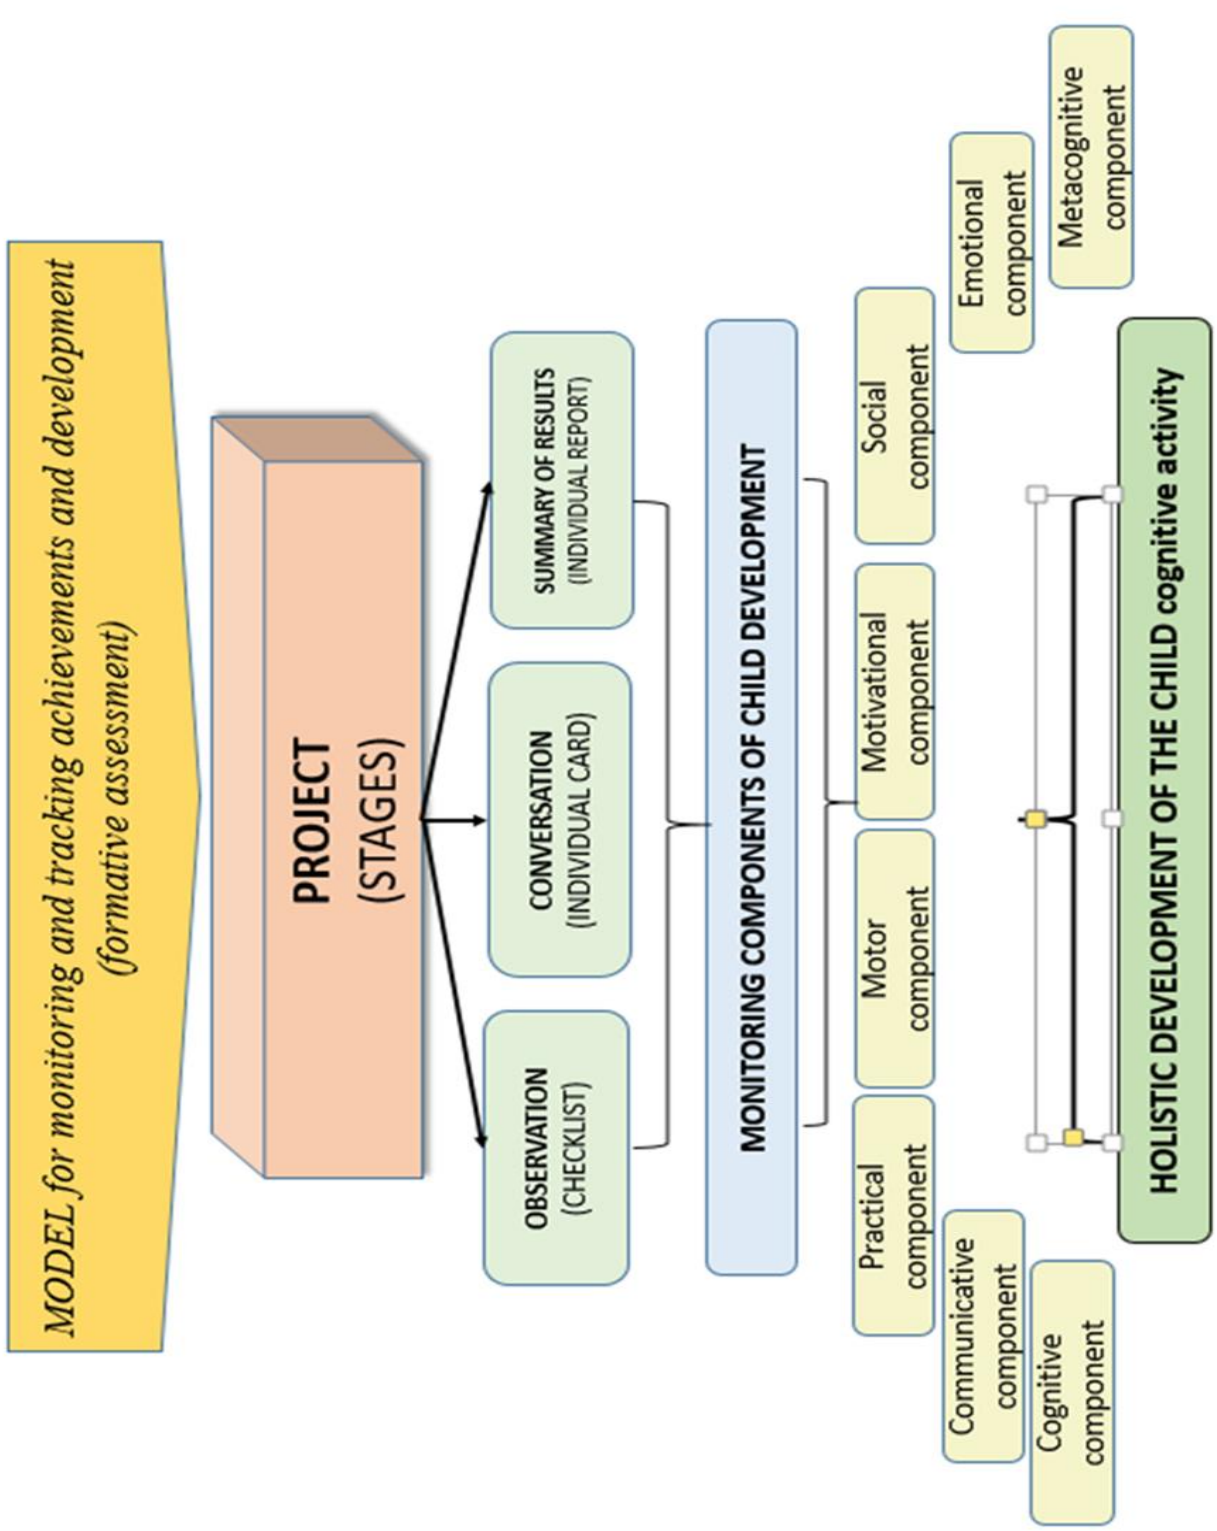 MODEL for monitoring and tracking achievements and development
(formative assessment)
PROJECT
(STAGES)
OBSERVATION
(CHECKLIST)
CONVERSATION
(INDIVIDUAL CARD)
SUMMARY OF RESULTS
(INDIVIDUAL REPORT)
MONITORING COMPONENTS OF CHILD DEVELOPMENT
Practical
component
Motor
component
Motivational
component
Social
component
Communicative
component
Emotional
component
Cognitive
component
Metacognitive
component
HOLISTIC DEVELOPMENT OF THE CHILD cognitive activity